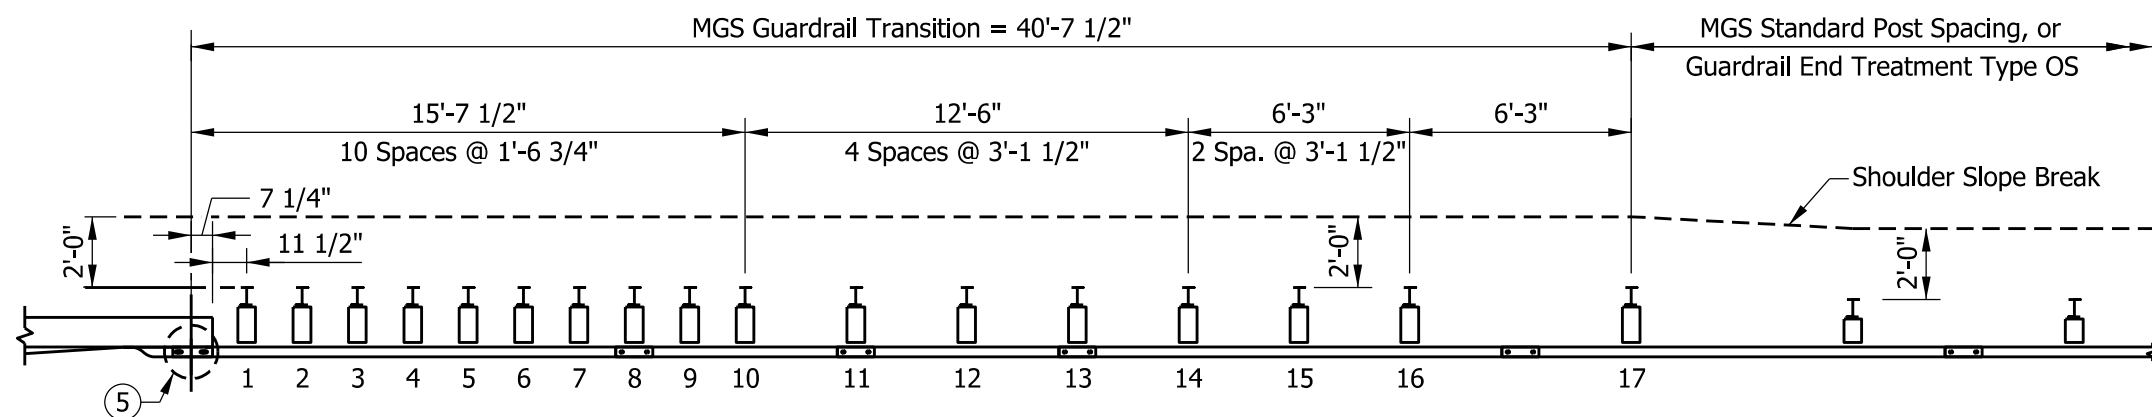 MGS Guardrail Transition = 40'-7 1/2"
MGS Standard Post Spacing, or
Guardrail End Treatment Type OS
15'-7 1/2"
12'-6"
6'-3"
6'-3"
10 Spaces @ 1'-6 3/4"
4 Spaces @ 3'-1 1/2"
2 Spa. @ 3'-1 1/2"
Shoulder Slope Break
7 1/4"
11 1/2"
2'-0"
2'-0"
2'-0"
1 2 3 4 5 6 7 8 9 10 11 12 13 14 15 16 17
5